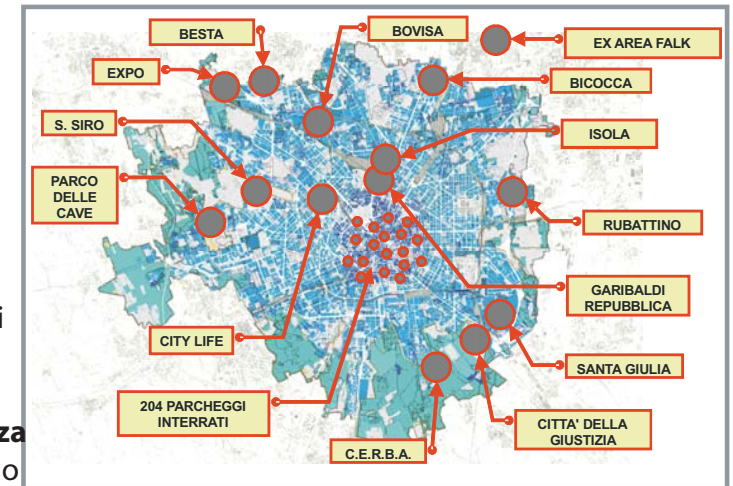 BESTA
BOVISA
EX AREA FALK
EXPO
BICOCCA
S. SIRO
ISOLA
PARCO
DELLE
CAVE
RUBATTINO
GARIBALDI
REPUBBLICA
i
CITY LIFE
SANTA GIULIA
204 PARCHEGGI
INTERRATI
CITTA' DELLA
GIUSTIZIA
za
C.E.R.B.A.
o